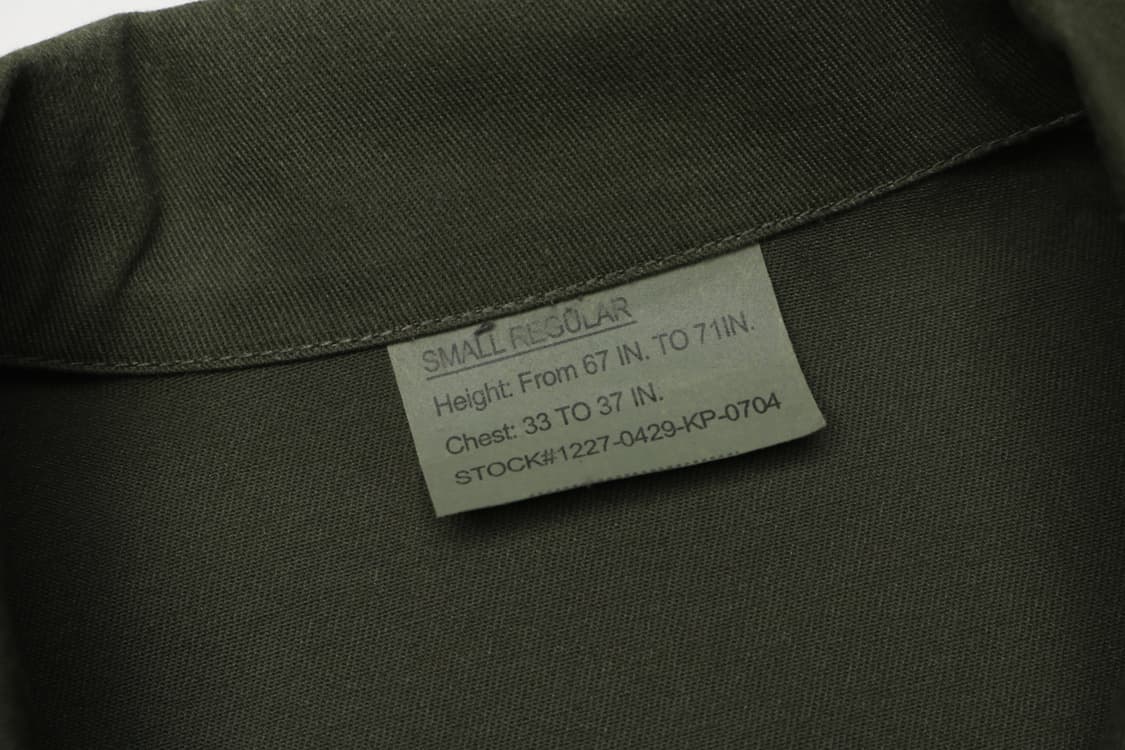 SMALL REGULAR
Height: From 67 IN. TO 71IN.
Chest: 33 TO 37 IN.
STOCK#1227-0429-KP-0704